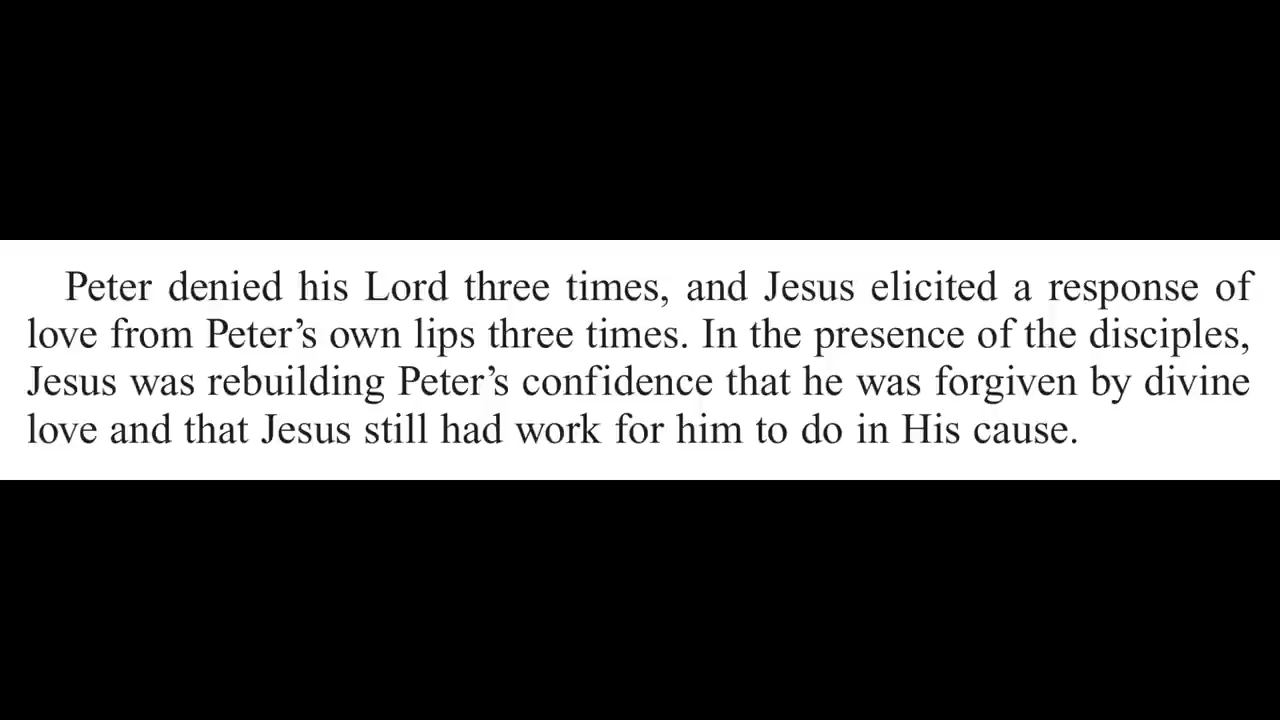 Peter denied his Lord three times, and Jesus elicited a response of
love from Peter’s own lips three times. In the presence of the disciples,
Jesus was rebuilding Peter’s confidence that he was forgiven by divine
love and that Jesus still had work for him to do in His cause.